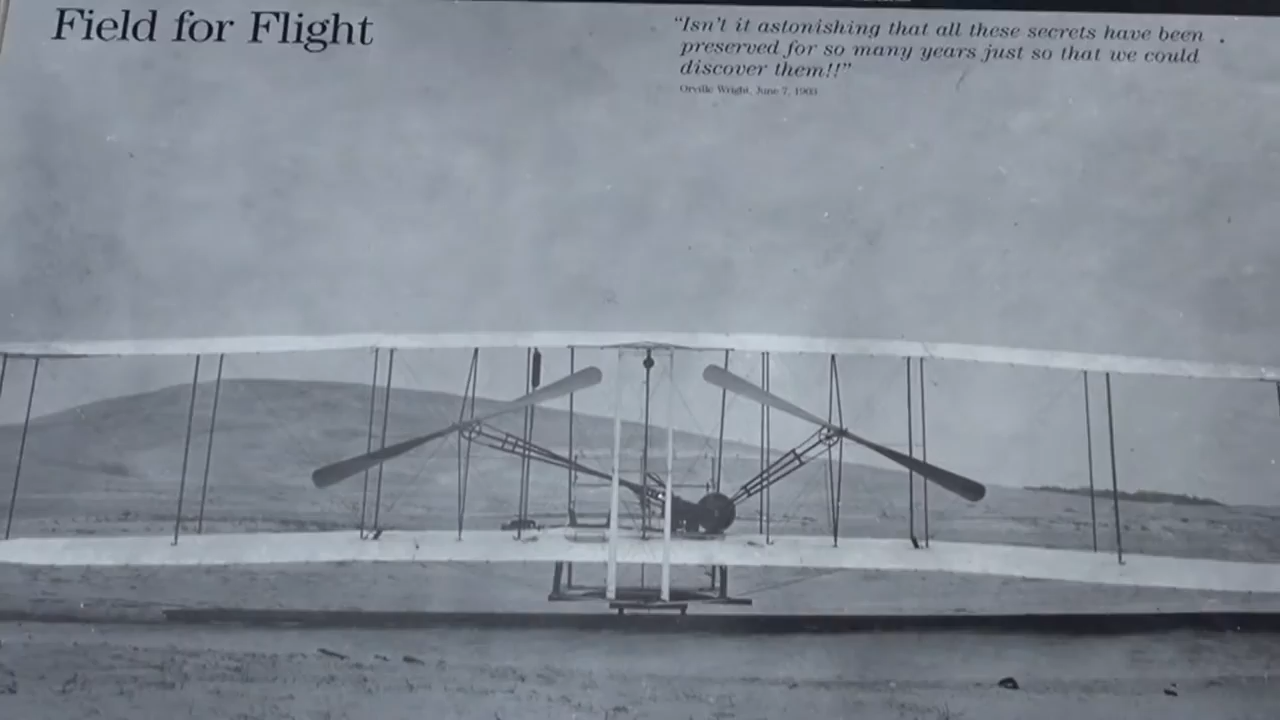 Field for Flight
"Isn't it astonishing that all these secrets have been
preserved for so many years just so that we could
discover them!!"
Orville Wright, June 7, 1903